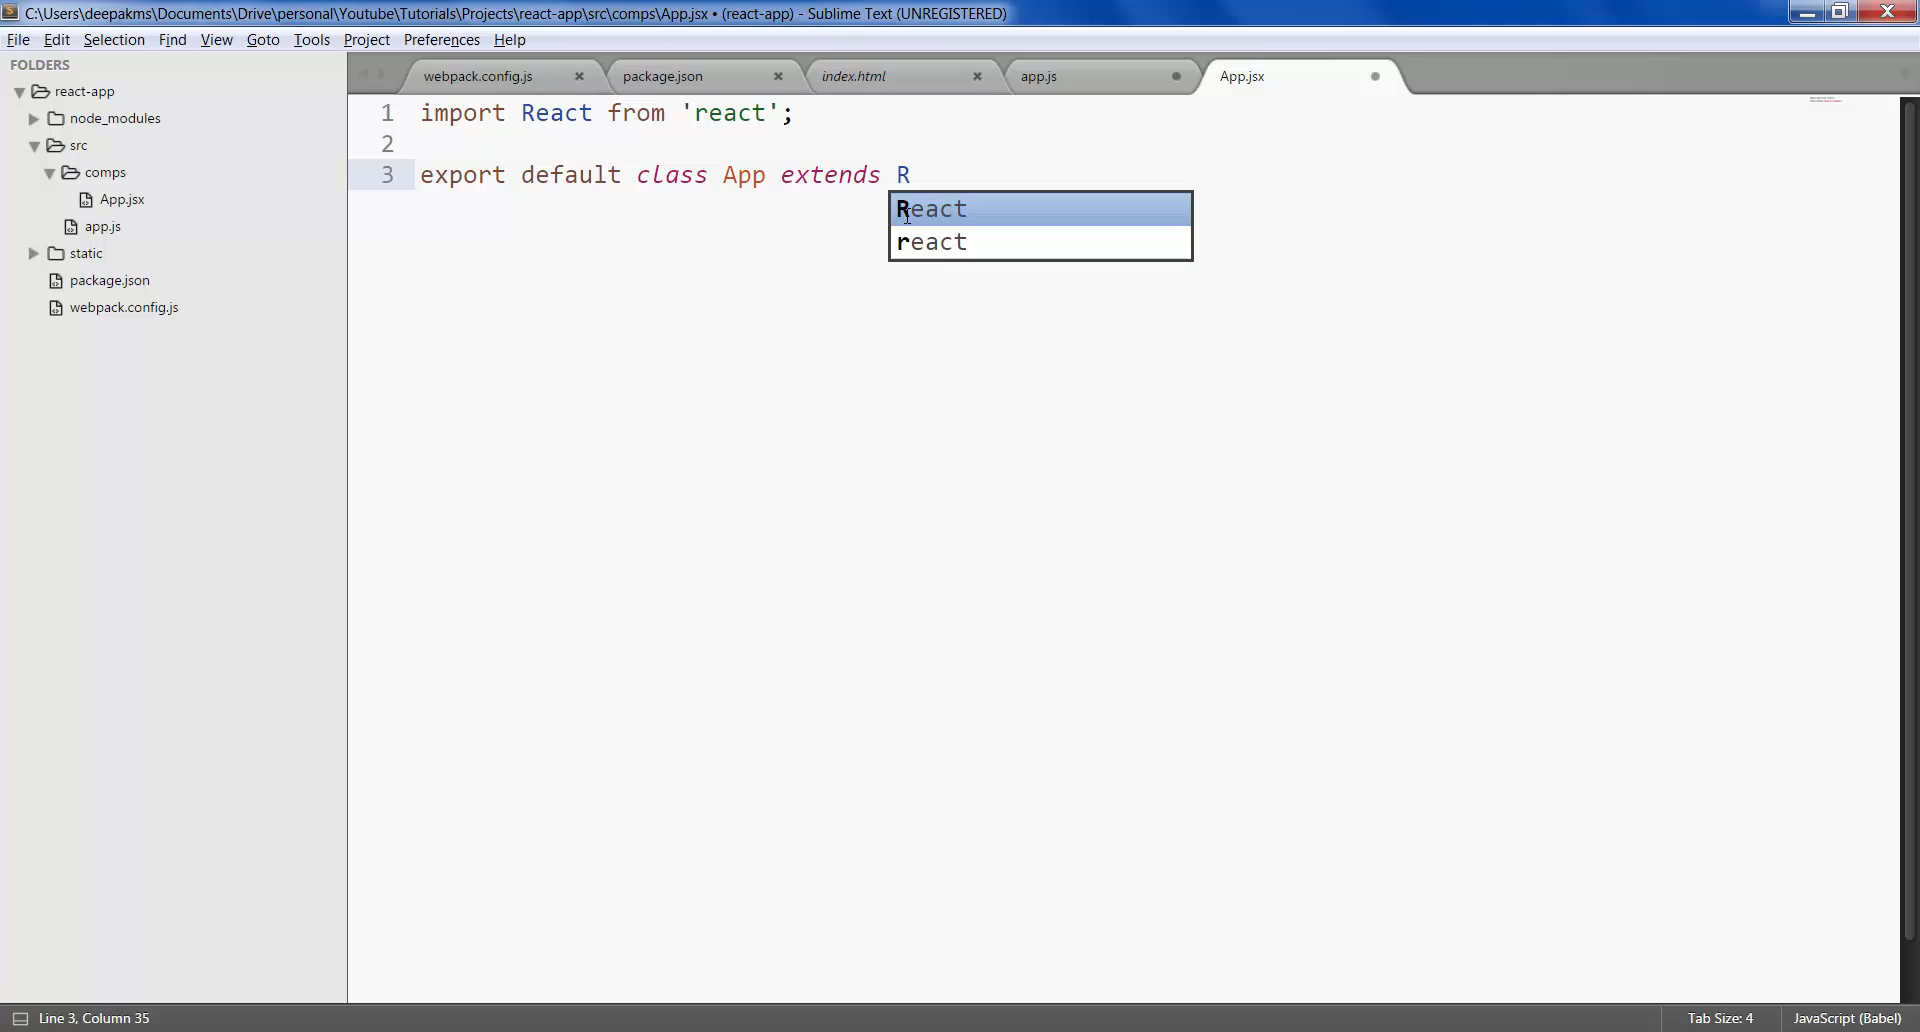 C:\Users\deepakms\Documents\Drive\personal\Youtube\Tutorials\Projects\react-app\src\comps\App.jsx • (react-app) - Sublime Text (UNREGISTERED)
File Edit Selection Find View Goto Tools Project Preferences Help
FOLDERS
react-app
node_modules
src
comps
App.jsx
app.js
static
package.json
webpack.config.js
webpack.config.js package.json index.html app.js App.jsx
1 import React from 'react';
2
3 export default class App extends R
React
react
Line 3, Column 35
Tab Size: 4 JavaScript (Babel)